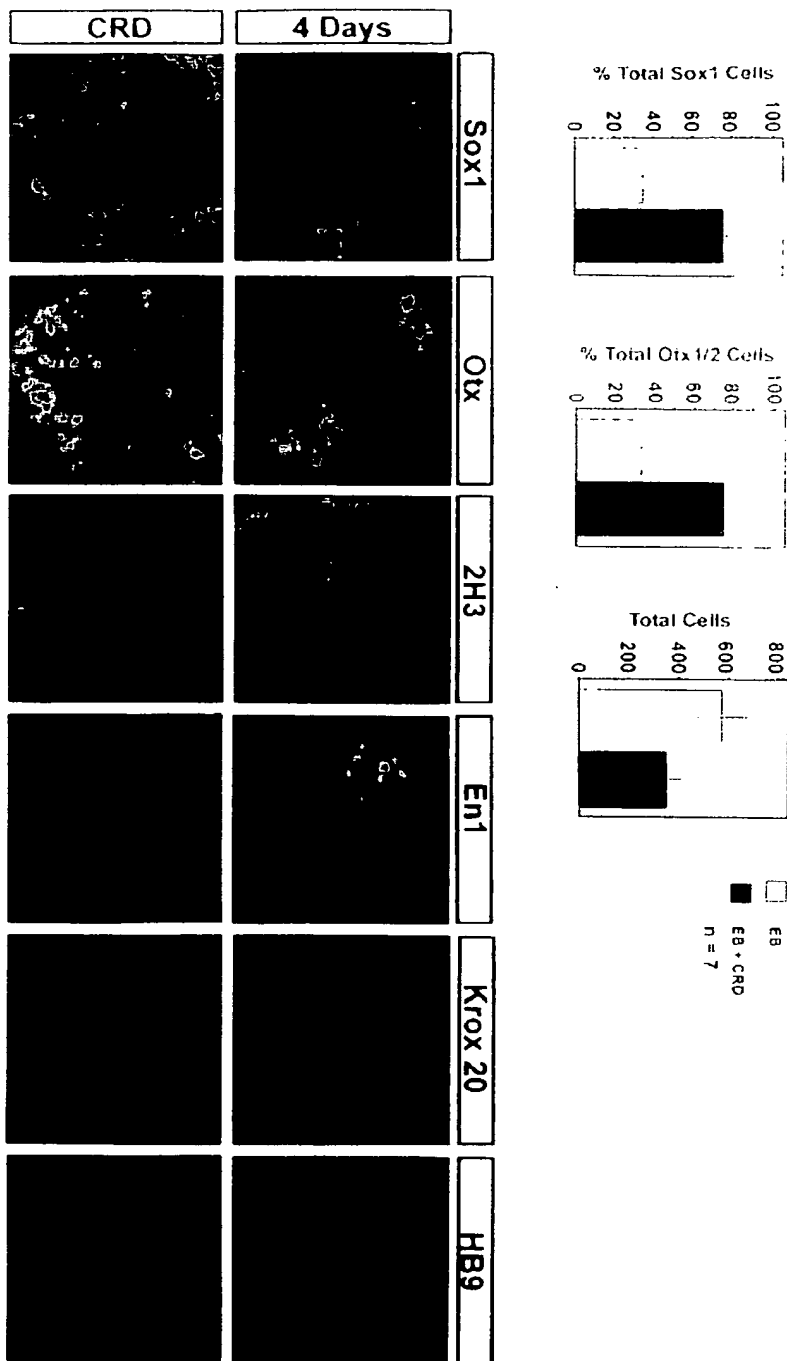 CRD
4 Days
Sox1
Otx
2H3
En1
Krox 20
HB9
% Total Sox1 Cells
0 20 40 60 80 100
% Total Otx1/2 Cells
0 20 40 60 80 100
Total Cells
0 200 400 600 800
EB
EB + CRD
n = 7